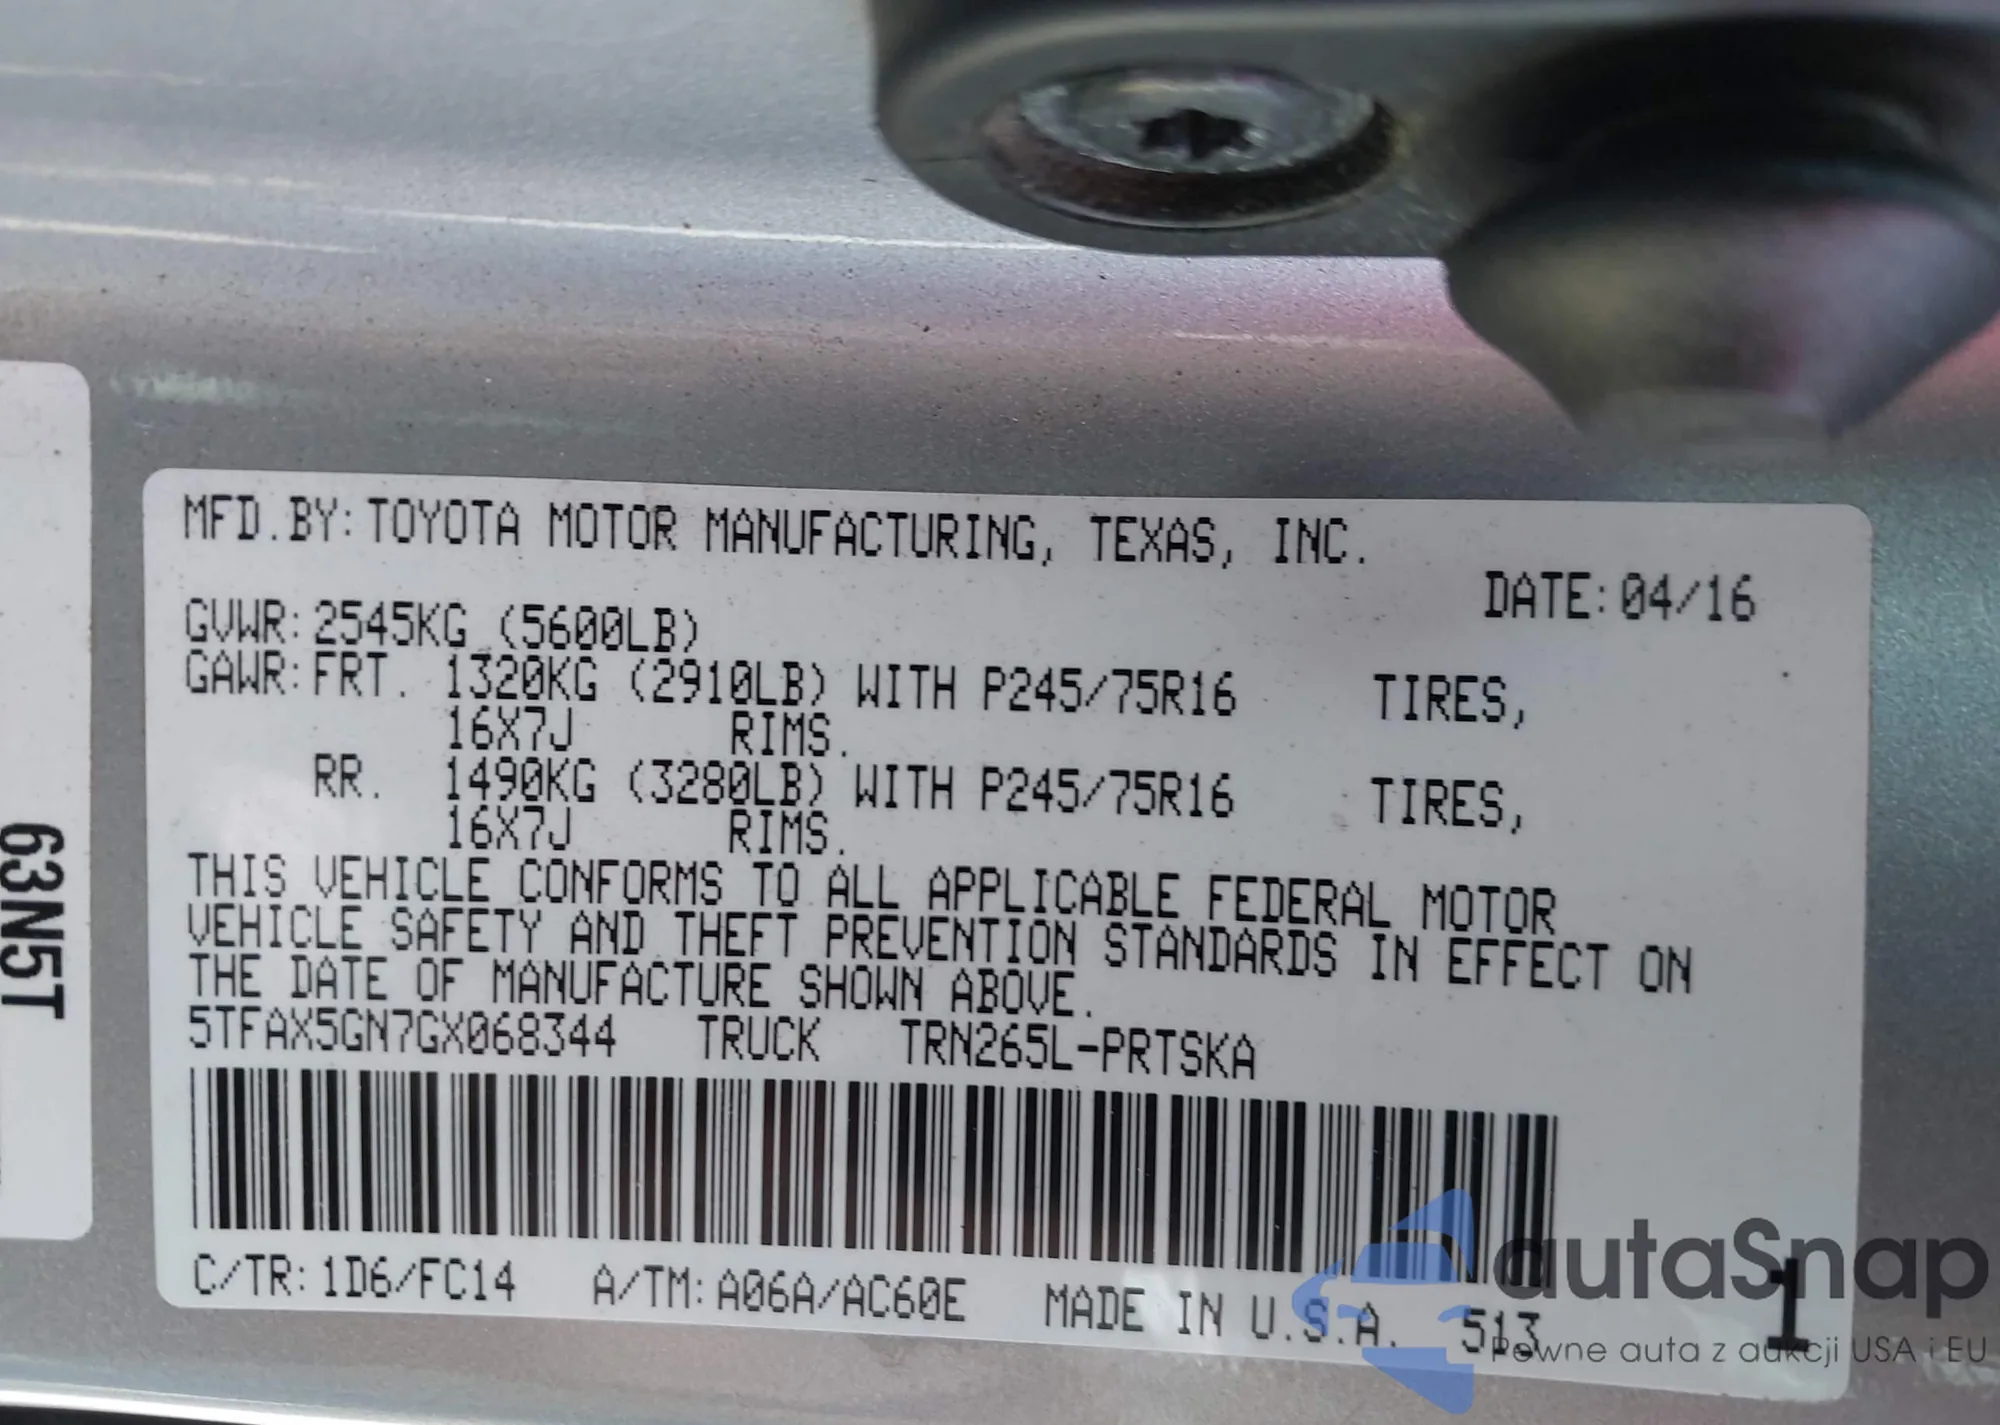 MFD.BY: TOYOTA MOTOR MANUFACTURING, TEXAS, INC.
DATE: 04/16
GVWR: 2545KG (5600LB)
GAWR: FRT. 1320KG (2910LB) WITH P245/75R16 TIRES,
16X7J RIMS.
RR. 1490KG (3280LB) WITH P245/75R16 TIRES,
16X7J RIMS.
THIS VEHICLE CONFORMS TO ALL APPLICABLE FEDERAL MOTOR
VEHICLE SAFETY AND THEFT PREVENTION STANDARDS IN EFFECT ON
THE DATE OF MANUFACTURE SHOWN ABOVE.
5TFAX5GN7GX068344 TRUCK TRN265L-PRTSKA
C/TR: 1D6/FC14 A/TM: A06A/AC60E MADE IN U.S.A. 513
1
63N5T
autaSnap
Pewne auta z aukcji USA i EU